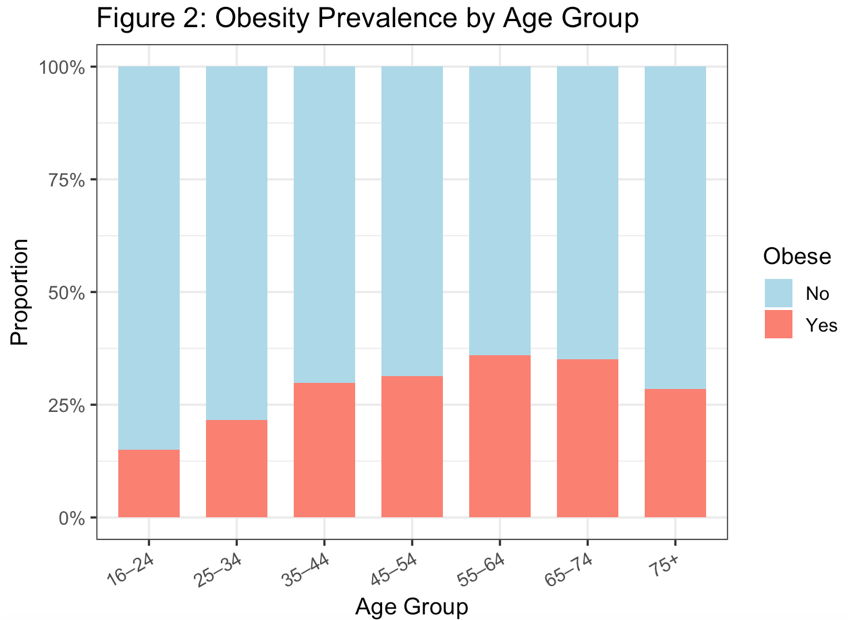 Figure 2: Obesity Prevalence by Age Group
100%
75%
50%
25%
0%
Proportion
16–24
25–34
35–44
45–54
55–64
65–74
75+
Age Group
Obese
No
Yes